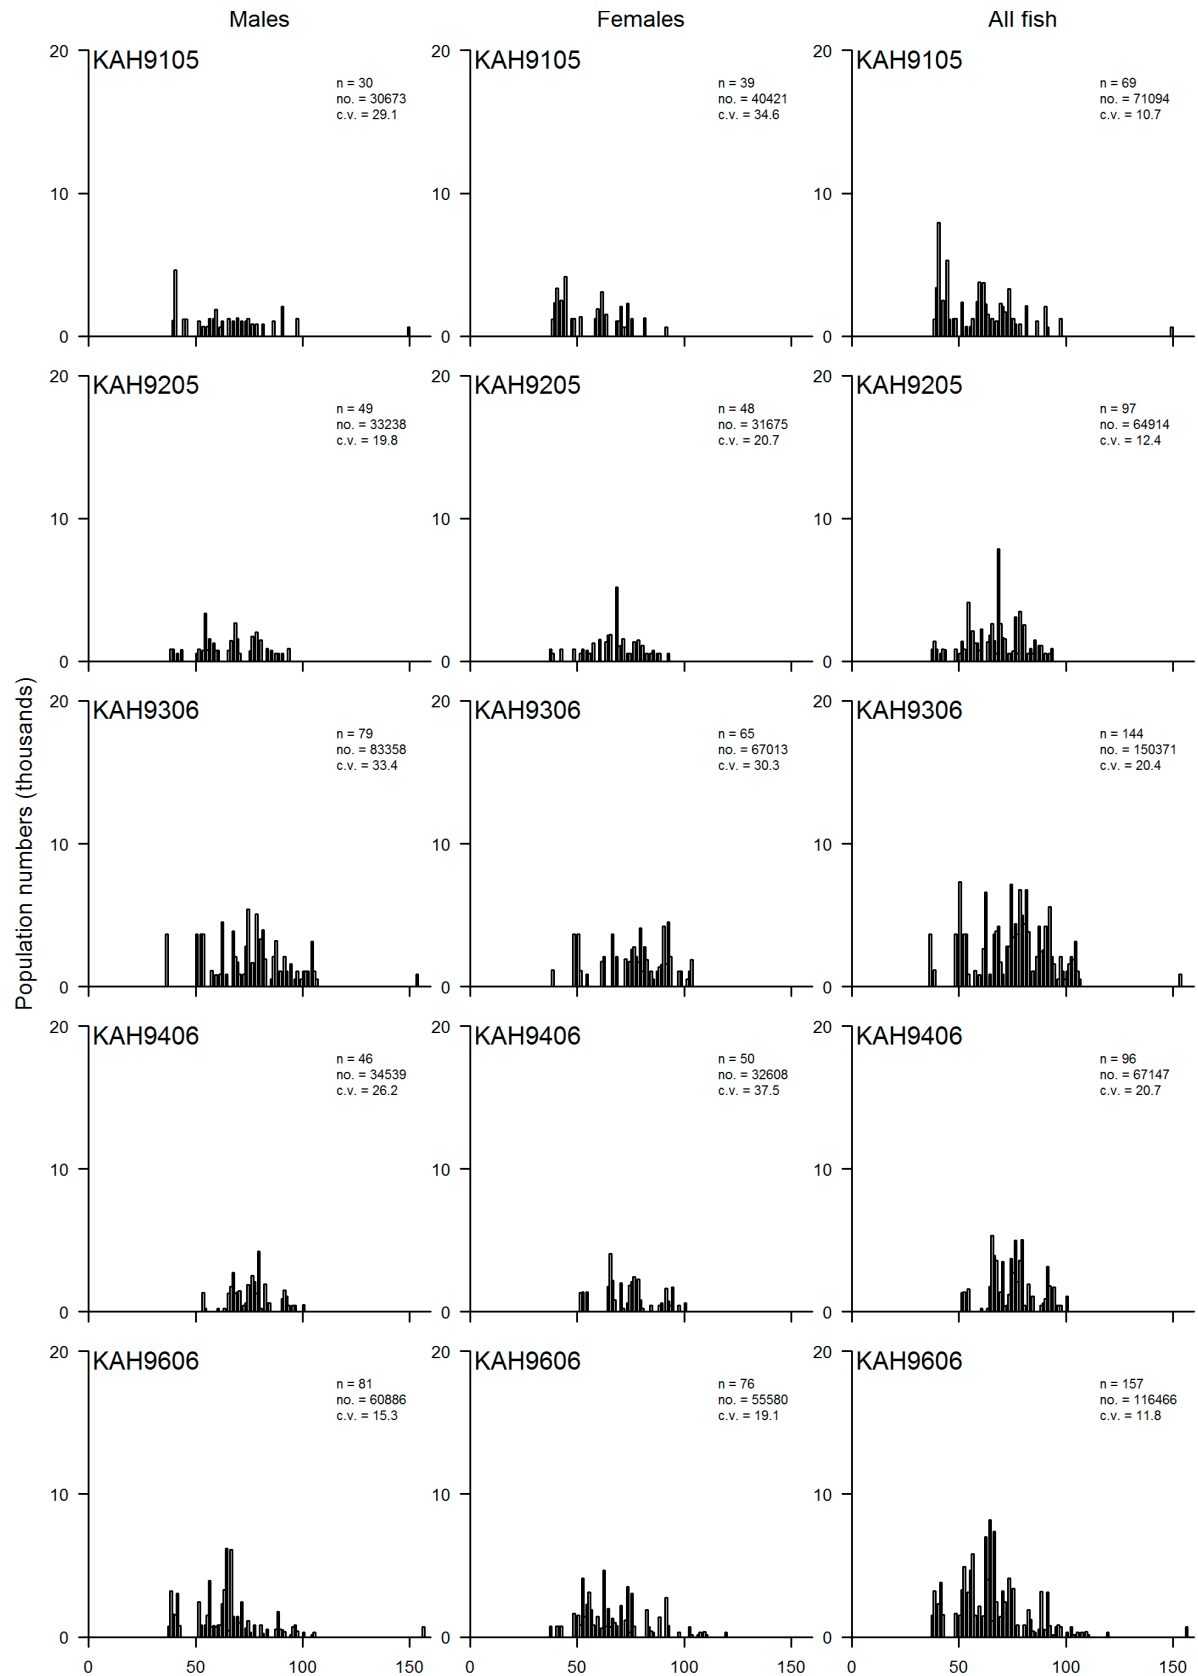 Males Females All fish
Population numbers (thousands)
20 KAH9105 KAH9105 KAH9105
n = 30 n = 39 n = 69
no. = 30673 no. = 40421 no. = 71094
c.v. = 29.1 c.v. = 34.6 c.v. = 10.7
10 10 10
0 0 0
20 KAH9205 20 KAH9205 20 KAH9205
n = 49 n = 48 n = 97
no. = 33238 no. = 31675 no. = 64914
c.v. = 19.8 c.v. = 20.7 c.v. = 12.4
10 10 10
0 0 0
20 KAH9306 20 KAH9306 20 KAH9306
n = 79 n = 65 n = 144
no. = 83358 no. = 67013 no. = 150371
c.v. = 33.4 c.v. = 30.3 c.v. = 20.4
10 10 10
0 0 0
20 KAH9406 20 KAH9406 20 KAH9406
n = 46 n = 50 n = 96
no. = 34539 no. = 32608 no. = 67147
c.v. = 26.2 c.v. = 37.5 c.v. = 20.7
10 10 10
0 0 0
20 KAH9606 20 KAH9606 20 KAH9606
n = 81 n = 76 n = 157
no. = 60886 no. = 55580 no. = 116466
c.v. = 15.3 c.v. = 19.1 c.v. = 11.8
10 10 10
0 0 0
0 50 100 150 0 50 100 150 0 50 100 150